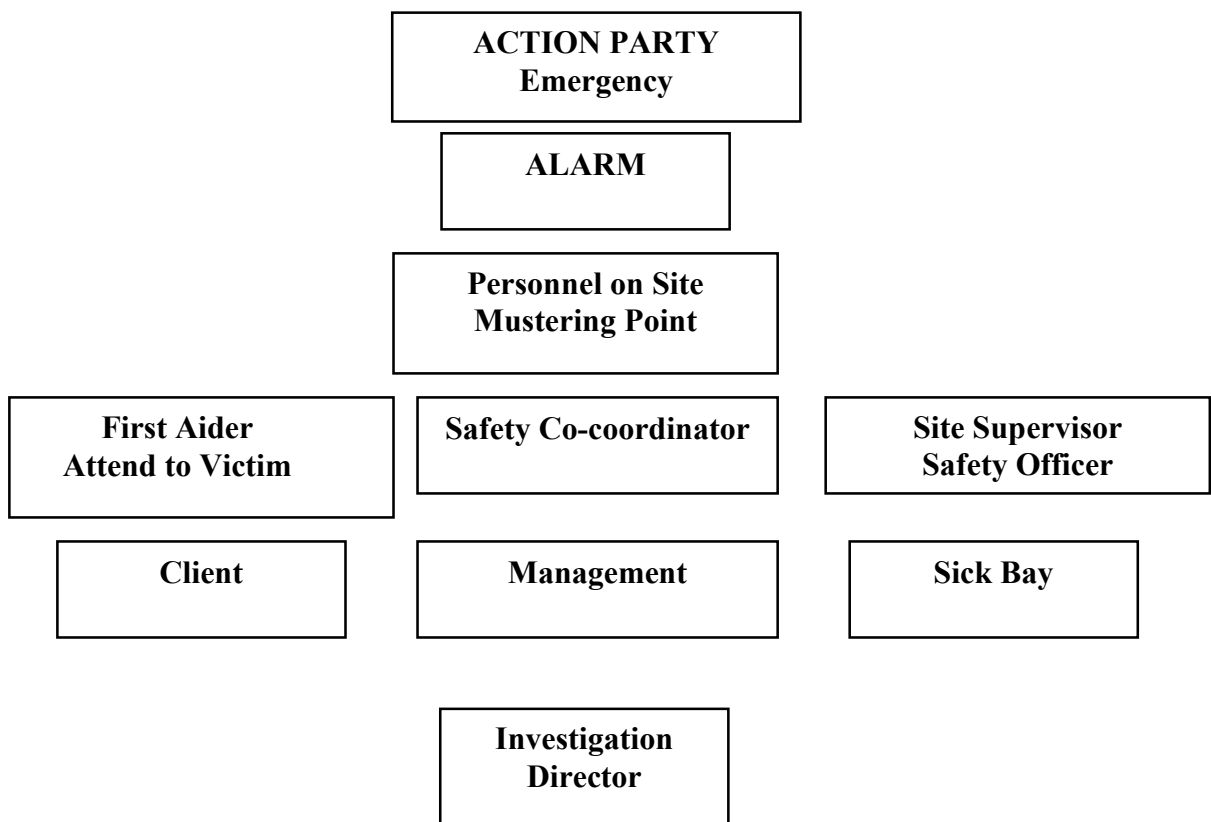 ACTION PARTY
Emergency
ALARM
Personnel on Site
Mustering Point
First Aider
Attend to Victim
Safety Co-coordinator
Site Supervisor
Safety Officer
Client
Management
Sick Bay
Investigation
Director